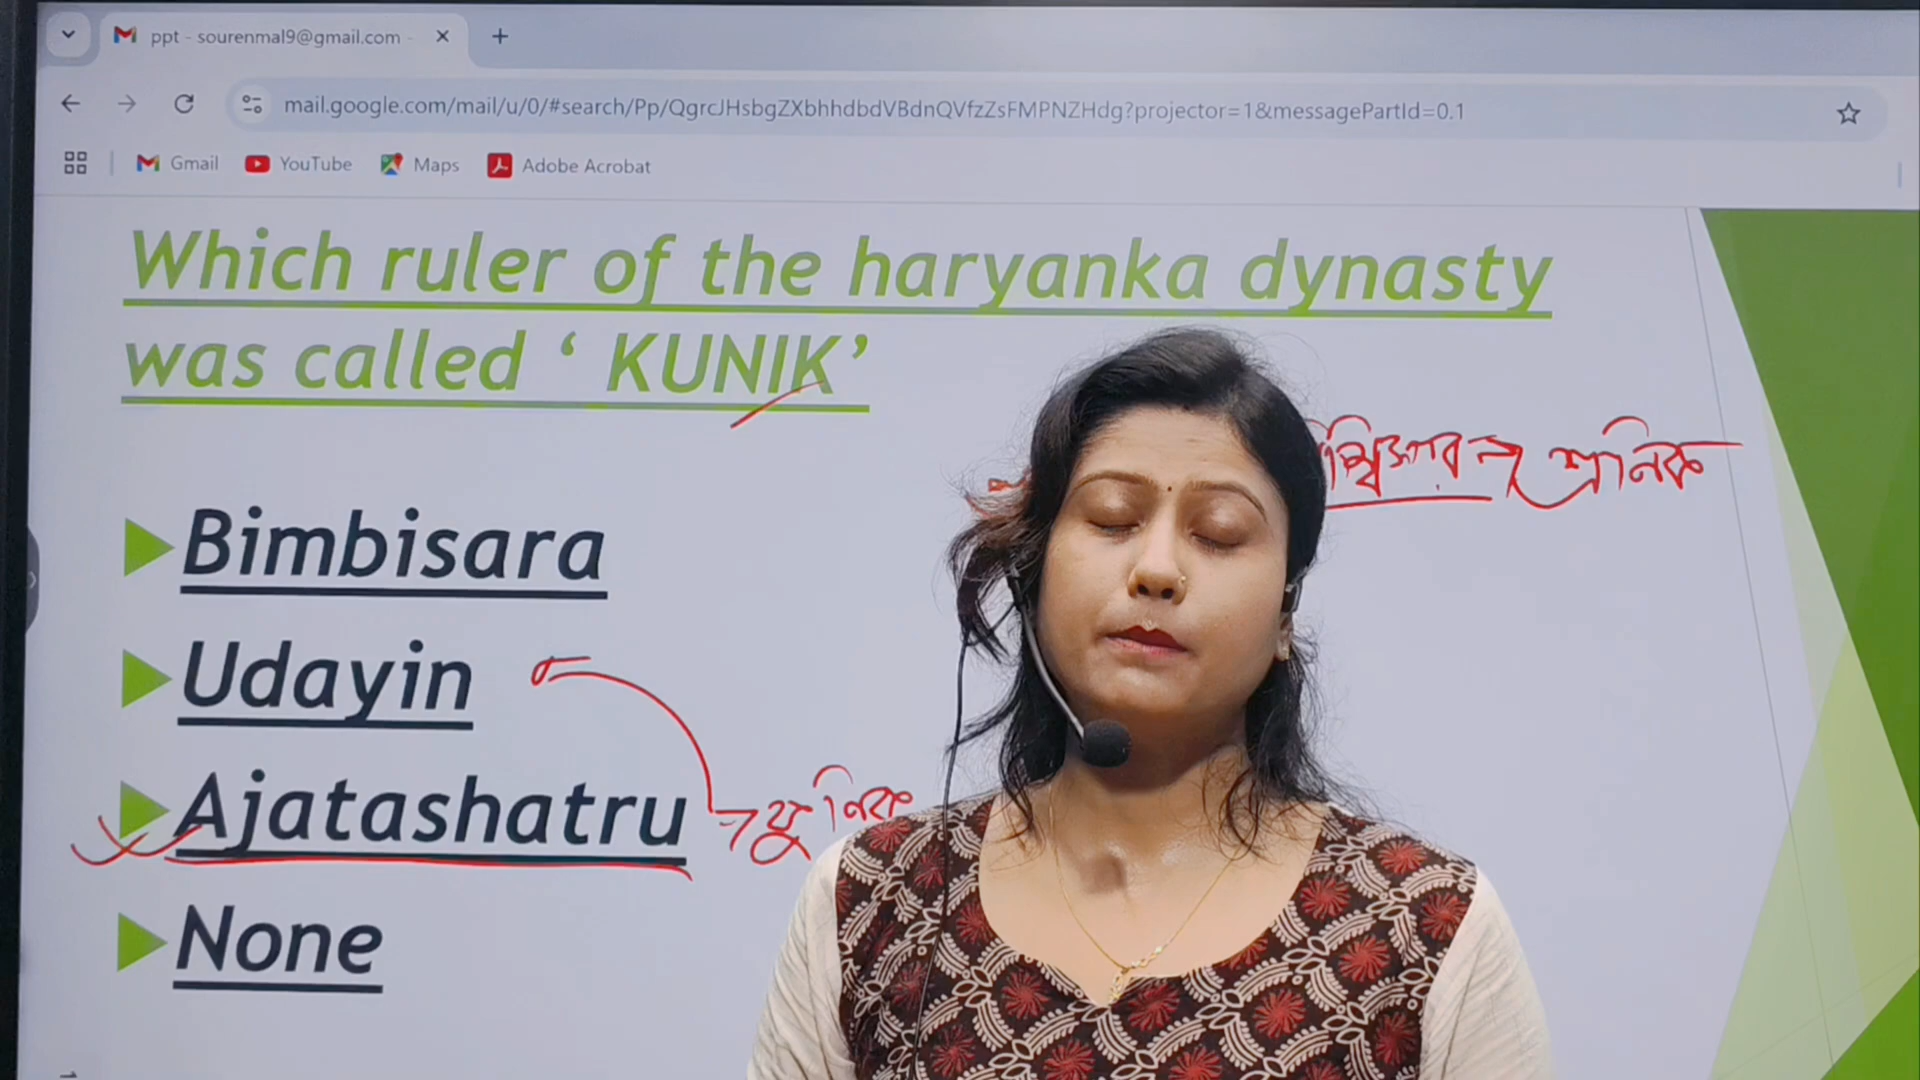 ppt - sourenmal9@gmail.com -
mail.google.com/mail/u/0/#search/Pp/QgrcJHsbgZXbhhdbdVBdnQVfzZsFMPNZHdg?projector=1&messagePartId=0.1
Gmail YouTube Maps Adobe Acrobat
Which ruler of the haryanka dynasty
was called ‘ KUNIK’
শ্রনিক
Bimbisara
Udayin
Ajatashatru
None